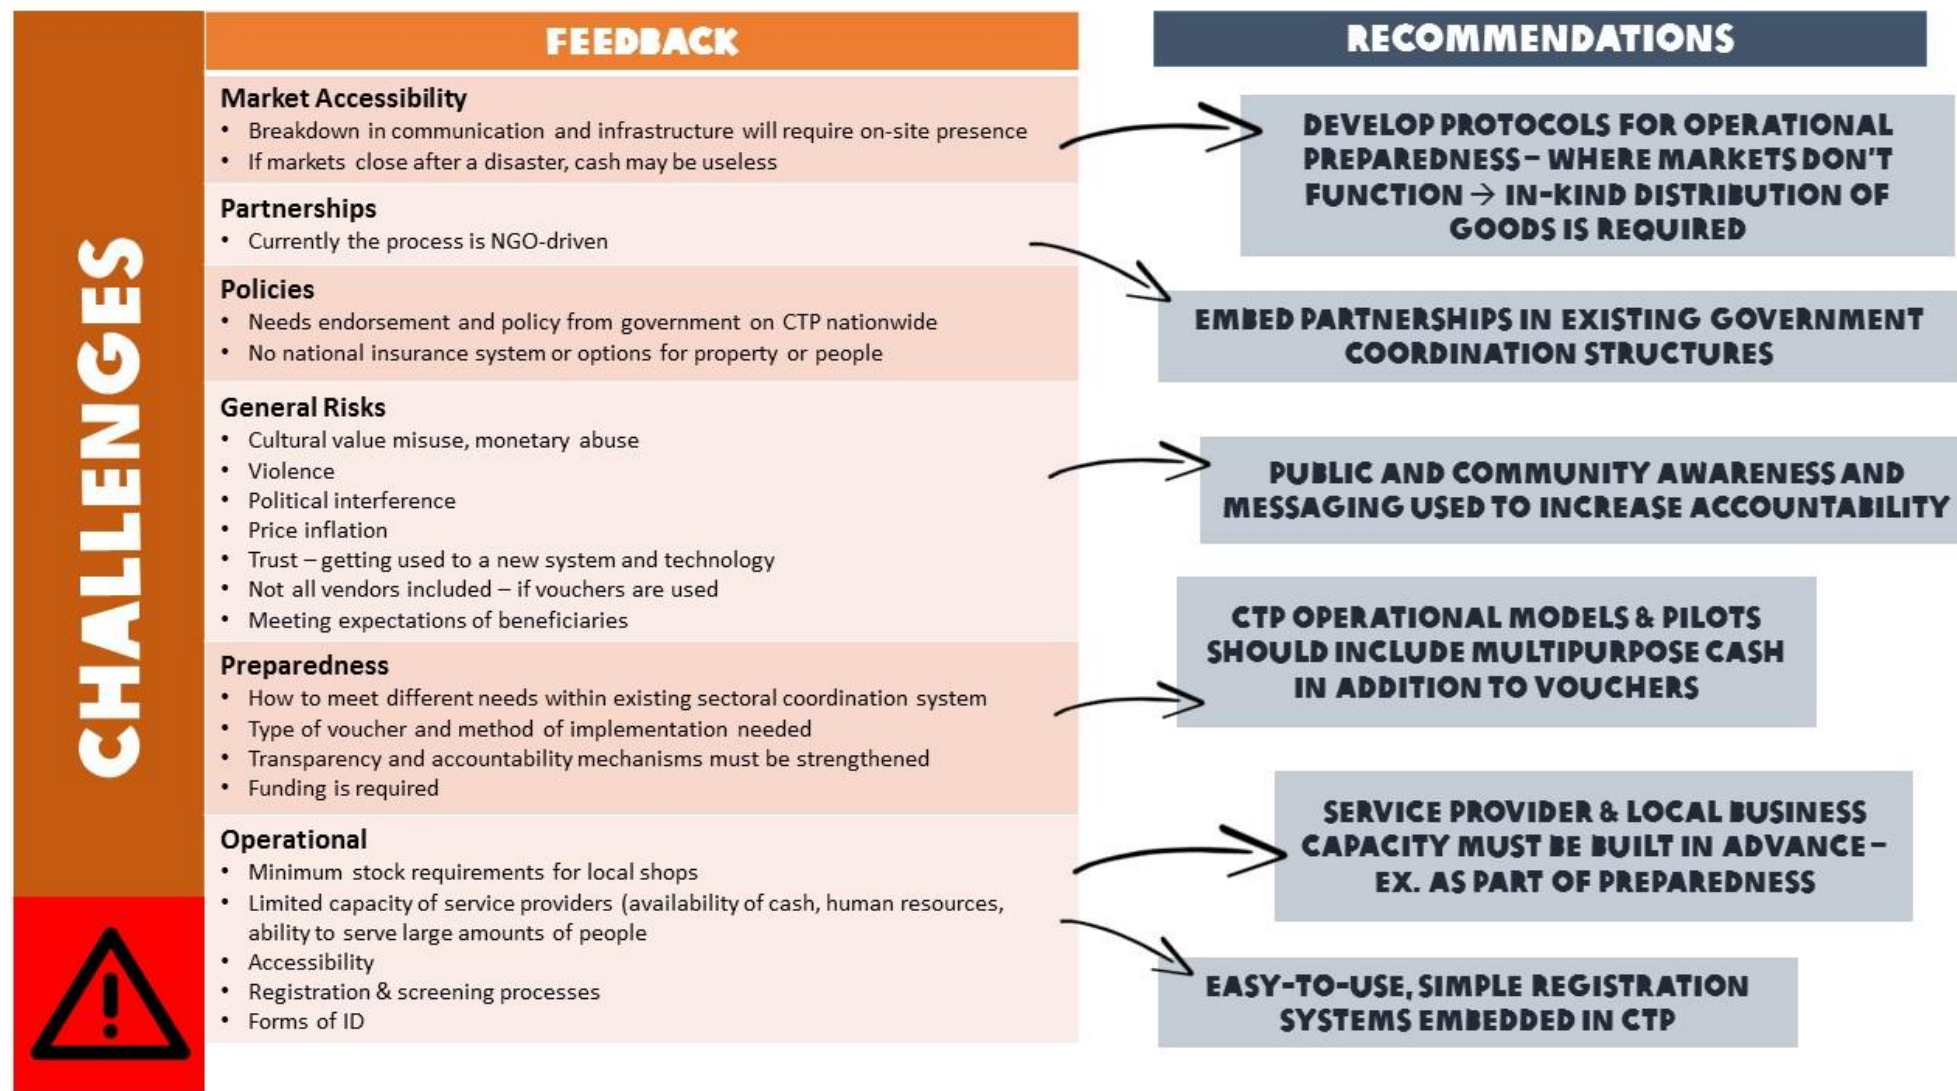 CHALLENGES
FEEDBACK
Market Accessibility
• Breakdown in communication and infrastructure will require on-site presence
• If markets close after a disaster, cash may be useless
Partnerships
• Currently the process is NGO-driven
Policies
• Needs endorsement and policy from government on CTP nationwide
• No national insurance system or options for property or people
General Risks
• Cultural value misuse, monetary abuse
• Violence
• Political interference
• Price inflation
• Trust – getting used to a new system and technology
• Not all vendors included – if vouchers are used
• Meeting expectations of beneficiaries
Preparedness
• How to meet different needs within existing sectoral coordination system
• Type of voucher and method of implementation needed
• Transparency and accountability mechanisms must be strengthened
• Funding is required
Operational
• Minimum stock requirements for local shops
• Limited capacity of service providers (availability of cash, human resources,
ability to serve large amounts of people
• Accessibility
• Registration & screening processes
• Forms of ID
RECOMMENDATIONS
DEVELOP PROTOCOLS FOR OPERATIONAL
PREPAREDNESS – WHERE MARKETS DON'T
FUNCTION → IN-KIND DISTRIBUTION OF
GOODS IS REQUIRED
EMBED PARTNERSHIPS IN EXISTING GOVERNMENT
COORDINATION STRUCTURES
PUBLIC AND COMMUNITY AWARENESS AND
MESSAGING USED TO INCREASE ACCOUNTABILITY
CTP OPERATIONAL MODELS & PILOTS
SHOULD INCLUDE MULTIPURPOSE CASH
IN ADDITION TO VOUCHERS
SERVICE PROVIDER & LOCAL BUSINESS
CAPACITY MUST BE BUILT IN ADVANCE –
EX. AS PART OF PREPAREDNESS
EASY-TO-USE, SIMPLE REGISTRATION
SYSTEMS EMBEDDED IN CTP